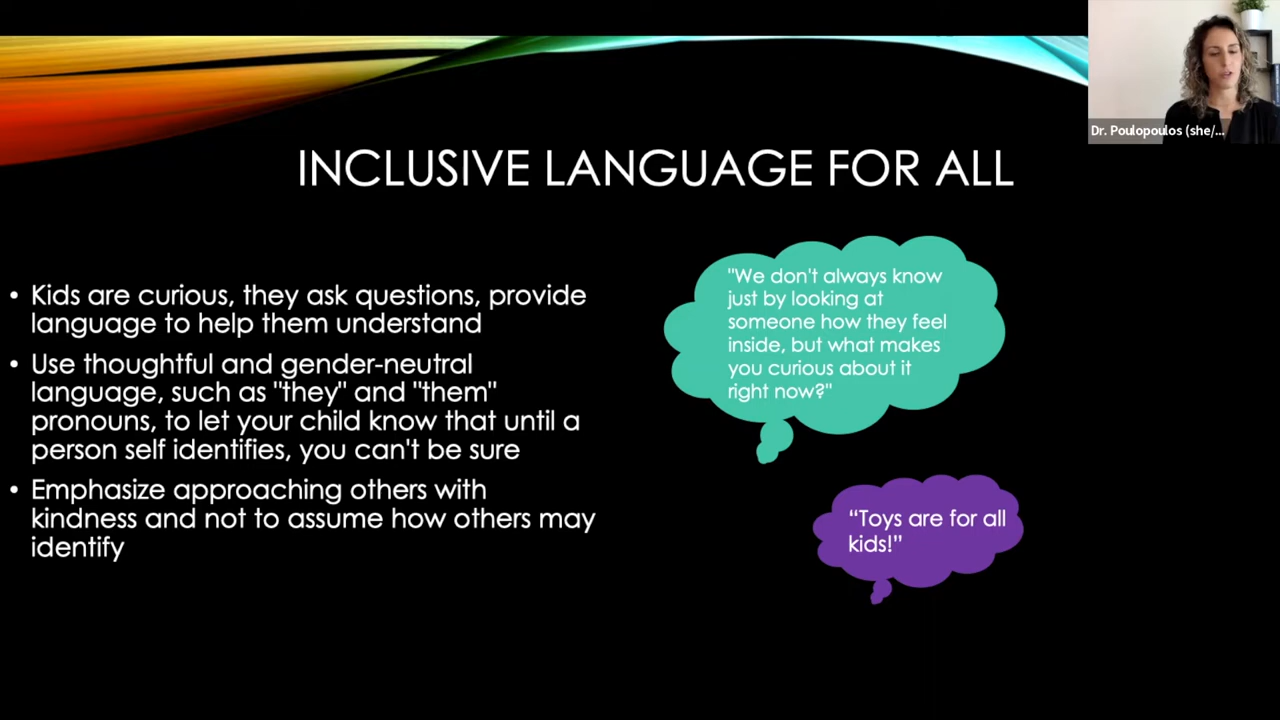 Dr. Poulopoulos (she/...
INCLUSIVE LANGUAGE FOR ALL
• Kids are curious, they ask questions, provide
language to help them understand
• Use thoughtful and gender-neutral
language, such as "they" and "them"
pronouns, to let your child know that until a
person self identifies, you can't be sure
• Emphasize approaching others with
kindness and not to assume how others may
identify
"We don't always know
just by looking at
someone how they feel
inside, but what makes
you curious about it
right now?"
“Toys are for all
kids!”